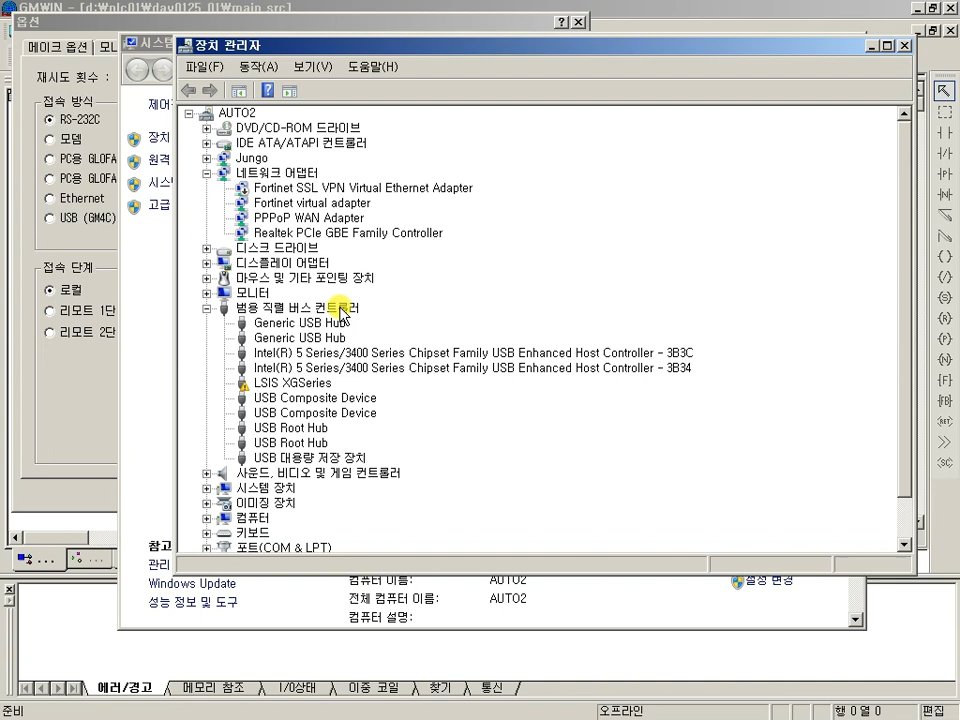 GMWIN - [d:\plc01\day0125_01\main.src]
옵션
시스템
장치 관리자
메이크 옵션
파일(F) 동작(A) 보기(V) 도움말(H)
재시도 횟수 :
접속 방식
RS-232C
모뎀
PC용 GLOFA
PC용 GLOFA
Ethernet
USB (GM4C)
접속 단계
로컬
리모트 1단
리모트 2단
제어
장치
원격
시스
고급
AUTO2
DVD/CD-ROM 드라이브
IDE ATA/ATAPI 컨트롤러
Jungo
네트워크 어댑터
Fortinet SSL VPN Virtual Ethernet Adapter
Fortinet virtual adapter
PPPoP WAN Adapter
Realtek PCIe GBE Family Controller
디스크 드라이브
디스플레이 어댑터
마우스 및 기타 포인팅 장치
모니터
범용 직렬 버스 컨트롤러
Generic USB Hub
Generic USB Hub
Intel(R) 5 Series/3400 Series Chipset Family USB Enhanced Host Controller - 3B3C
Intel(R) 5 Series/3400 Series Chipset Family USB Enhanced Host Controller - 3B34
LSIS XGSeries
USB Composite Device
USB Composite Device
USB Root Hub
USB Root Hub
USB 대용량 저장 장치
사운드, 비디오 및 게임 컨트롤러
시스템 장치
이미징 장치
컴퓨터
키보드
포트(COM & LPT)
참고
관리
Windows Update
성능 정보 및 도구
컴퓨터 이름: AUTO2
설정 변경
전체 컴퓨터 이름: AUTO2
컴퓨터 설명:
에러/경고 메모리 참조 I/O상태 이중 코일 찾기 통신
준비 오프라인 행 0 열 0 편집